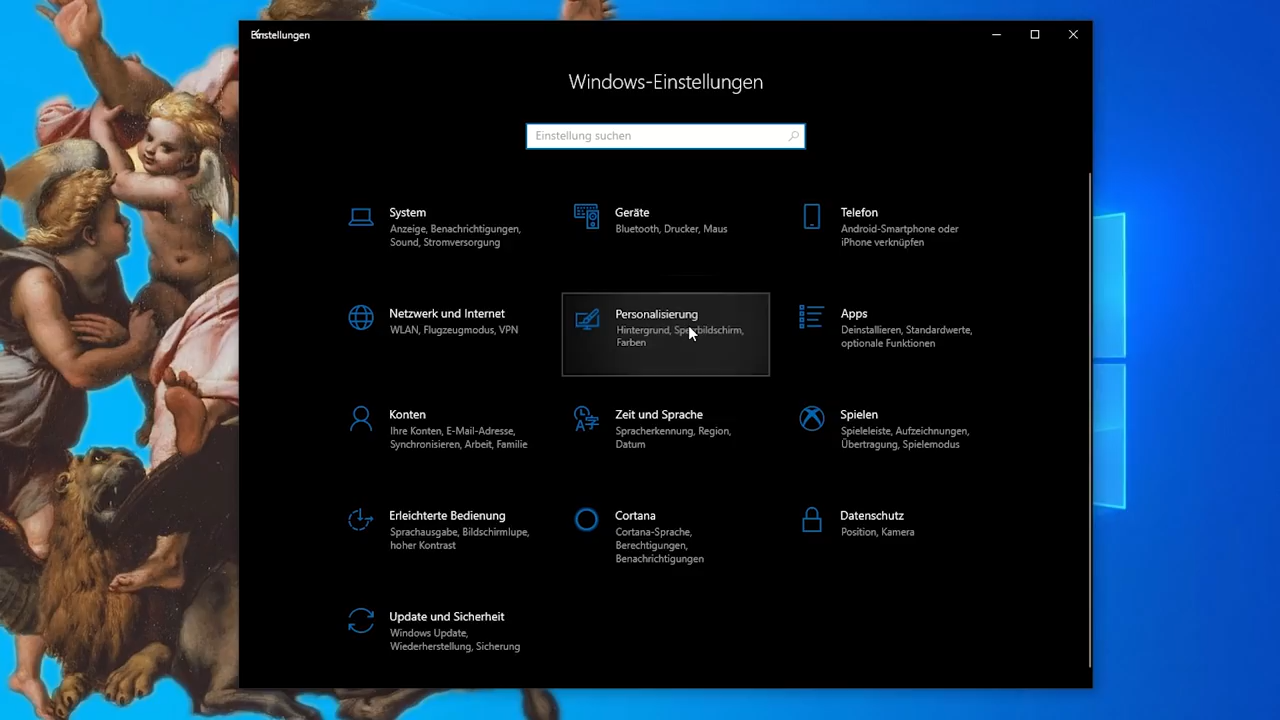 Einstellungen
Windows-Einstellungen
Einstellung suchen
System
Anzeige, Benachrichtigungen,
Sound, Stromversorgung
Geräte
Bluetooth, Drucker, Maus
Telefon
Android-Smartphone oder
iPhone verknüpfen
Netzwerk und Internet
WLAN, Flugzeugmodus, VPN
Personalisierung
Hintergrund, Sperrbildschirm,
Farben
Apps
Deinstallieren, Standardwerte,
optionale Funktionen
Konten
Ihre Konten, E-Mail-Adresse,
Synchronisieren, Arbeit, Familie
Zeit und Sprache
Spracherkennung, Region,
Datum
Spielen
Spieleleiste, Aufzeichnungen,
Übertragung, Spielemodus
Erleichterte Bedienung
Sprachausgabe, Bildschirmlupe,
hoher Kontrast
Cortana
Cortana-Sprache,
Berechtigungen,
Benachrichtigungen
Datenschutz
Position, Kamera
Update und Sicherheit
Windows Update,
Wiederherstellung, Sicherung